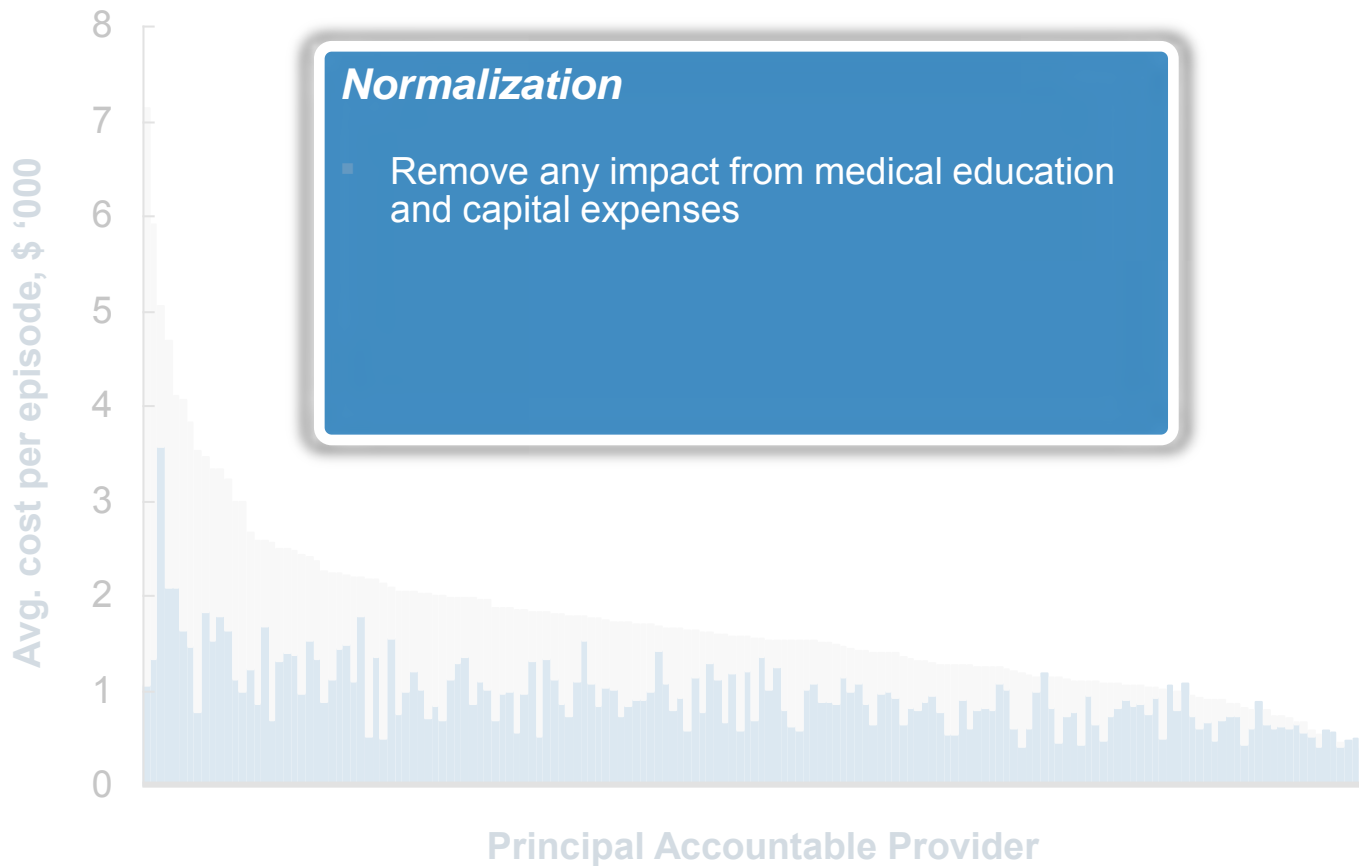 Normalization
▪ Remove any impact from medical education
and capital expenses
Avg. cost per episode, $ ‘000
8
7
6
5
4
3
2
1
0
Principal Accountable Provider